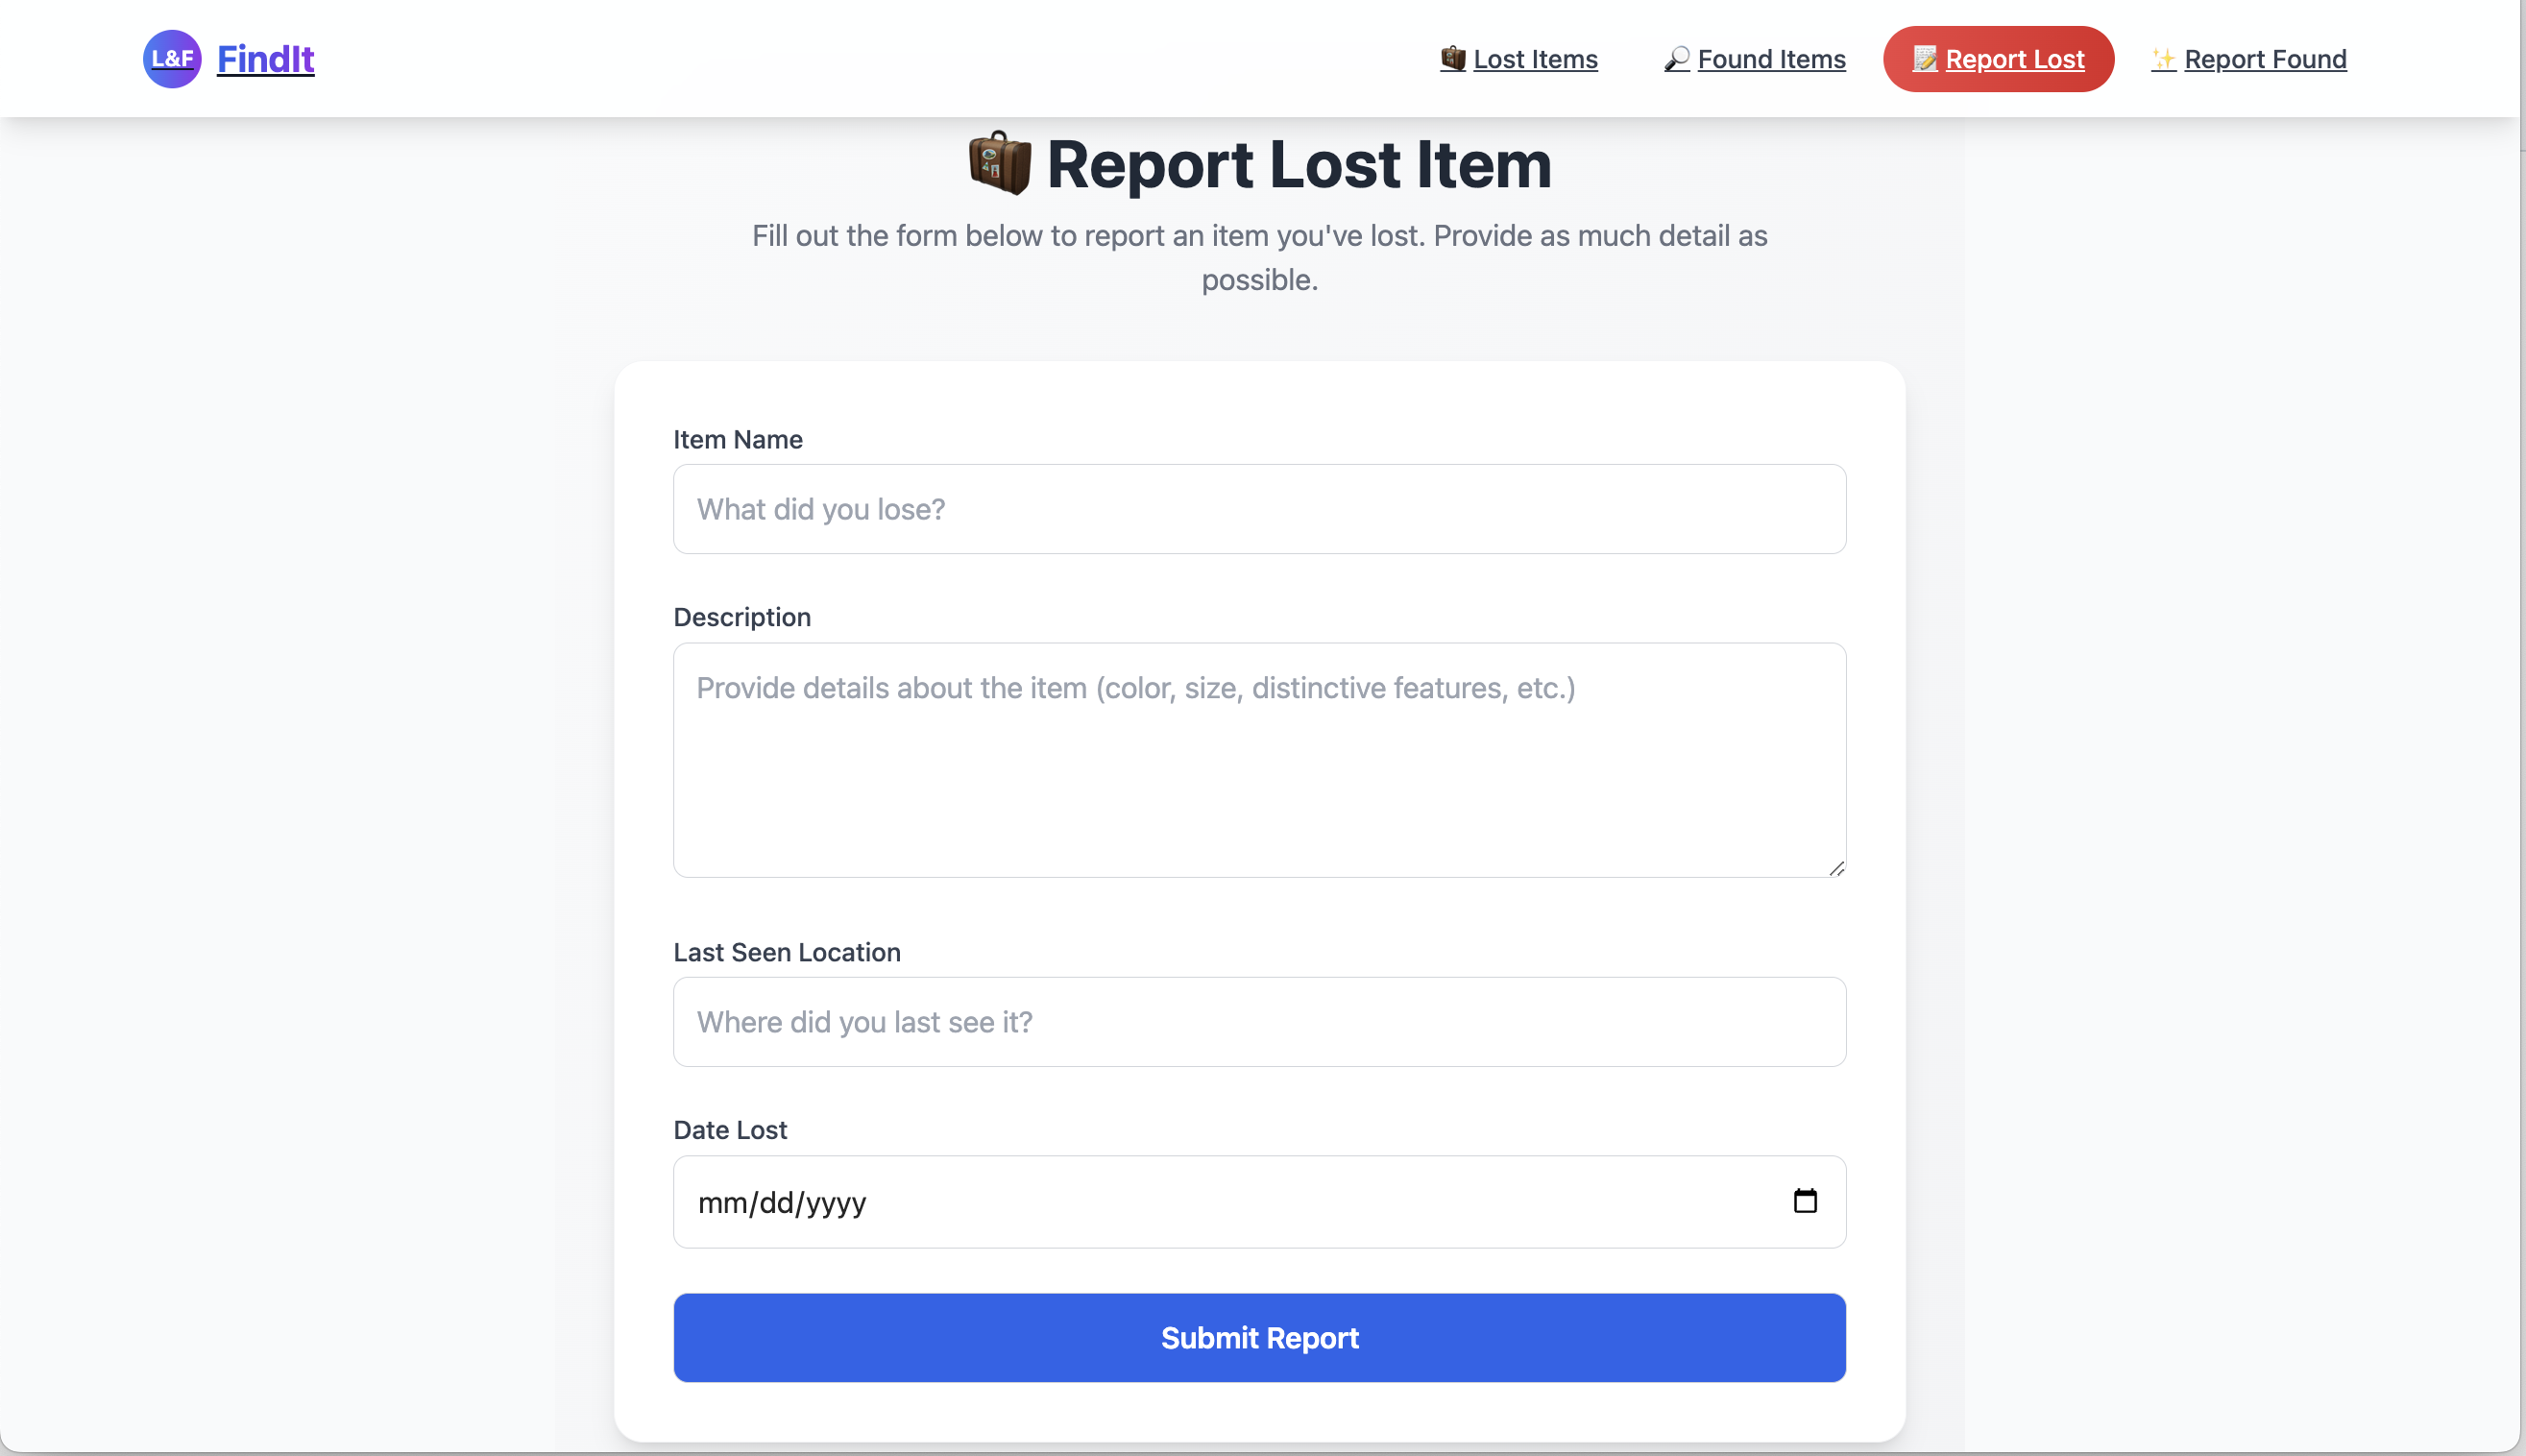 L&F FindIt
Lost Items
Found Items
Report Lost
Report Found
Report Lost Item
Fill out the form below to report an item you've lost. Provide as much detail as
possible.
Item Name
What did you lose?
Description
Provide details about the item (color, size, distinctive features, etc.)
Last Seen Location
Where did you last see it?
Date Lost
mm/dd/yyyy
Submit Report